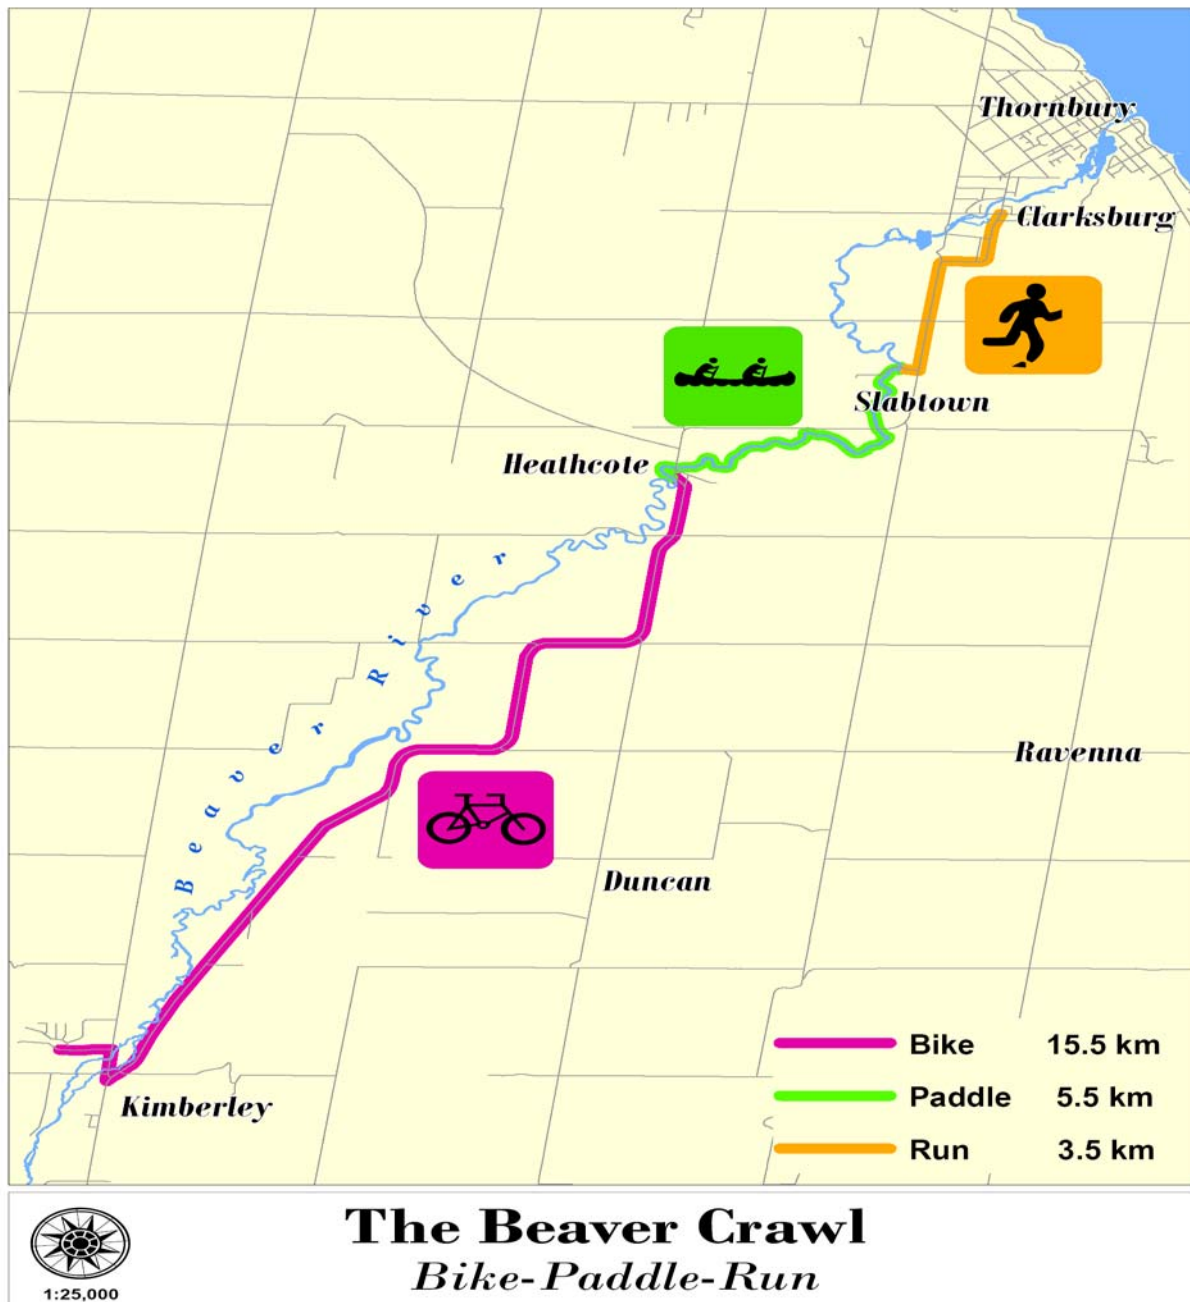 Thornbury
Clarksburg
Slabtown
Heathcote
Beaver River
Ravenna
Duncan
Bike 15.5 km
Paddle 5.5 km
Run 3.5 km
Kimberley
The Beaver Crawl
Bike-Paddle-Run
1:25,000